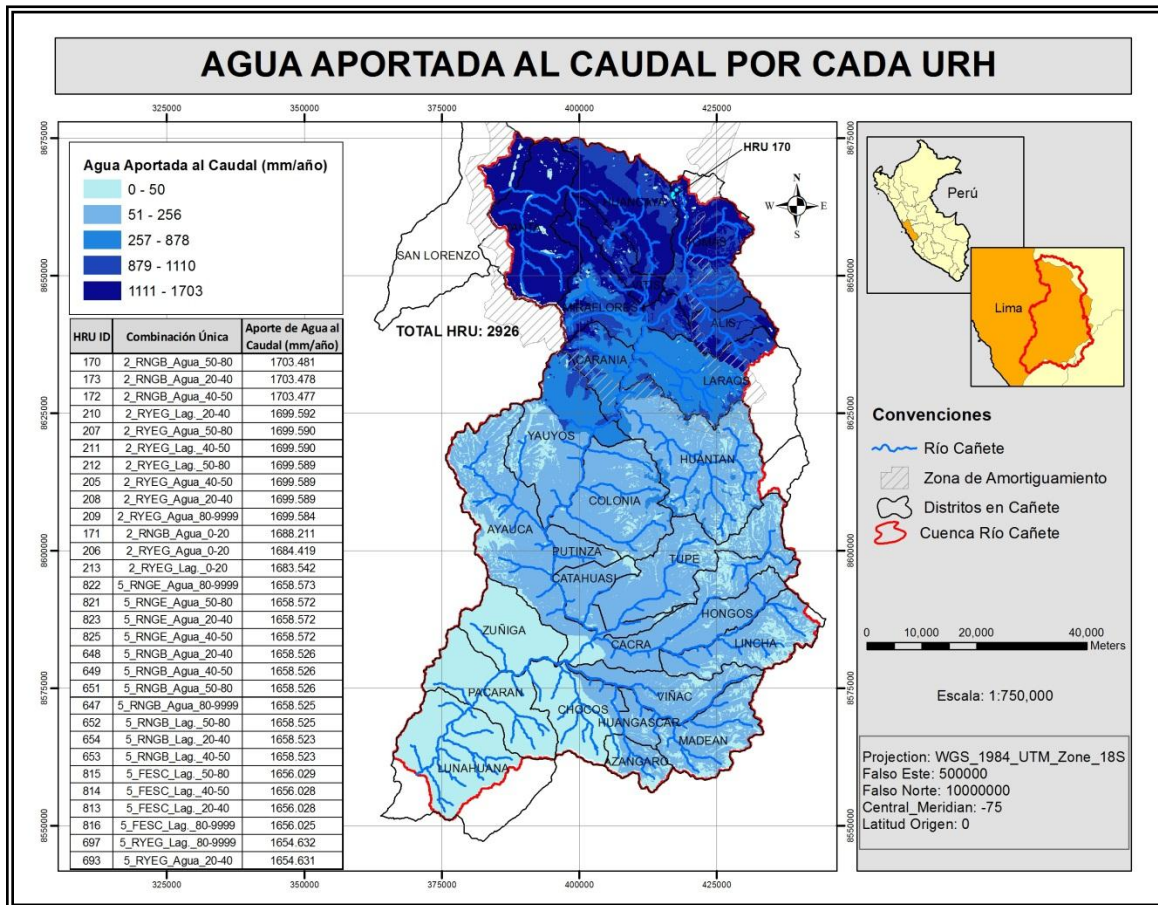 AGUA APORTADA AL CAUDAL POR CADA URH
325000 350000 375000 400000 425000
8675000
8650000
8625000
8600000
8575000
8550000
Agua Aportada al Caudal (mm/año)
0 - 50
51 - 256
257 - 878
879 - 1110
1111 - 1703
HRU ID Combinación Única Aporte de Agua al Caudal (mm/año)
170 2_RNGB_Agua_50-80 1703.481
173 2_RNGB_Agua_20-40 1703.478
172 2_RNGB_Agua_40-50 1703.477
210 2_RYEG_Lag._20-40 1699.592
207 2_RYEG_Agua_50-80 1699.590
211 2_RYEG_Lag._40-50 1699.590
212 2_RYEG_Lag._50-80 1699.589
205 2_RYEG_Agua_40-50 1699.589
208 2_RYEG_Agua_20-40 1699.589
209 2_RYEG_Agua_80-9999 1699.584
171 2_RNGB_Agua_0-20 1688.211
206 2_RYEG_Agua_0-20 1684.419
213 2_RYEG_Lag._0-20 1683.542
822 5_RNGE_Agua_80-9999 1658.573
821 5_RNGE_Agua_50-80 1658.572
823 5_RNGE_Agua_20-40 1658.572
825 5_RNGE_Agua_40-50 1658.572
648 5_RNGB_Agua_20-40 1658.526
649 5_RNGB_Agua_40-50 1658.526
651 5_RNGB_Agua_50-80 1658.526
647 5_RNGB_Agua_80-9999 1658.525
652 5_RNGB_Lag._50-80 1658.525
654 5_RNGB_Lag._20-40 1658.523
653 5_RNGB_Lag._40-50 1658.523
815 5_FESC_Lag._50-80 1656.029
814 5_FESC_Lag._40-50 1656.028
813 5_FESC_Lag._20-40 1656.028
816 5_FESC_Lag._80-9999 1656.025
697 5_RYEG_Lag._80-9999 1654.632
693 5_RYEG_Agua_20-40 1654.631
HRU 170
N
W E
S
SAN LORENZO
TOTAL HRU: 2926
HUANCAYA
TOMAS
MIRAFLORES
ALIS
CARANIA
LARAOS
YAUYOS
HUANTAN
COLONIA
AYAUCA
PUTINZA
TUPE
CATAHUASI
HONGOS
ZUÑIGA
CACRA
LINCHA
PACARAN
VIÑAC
CHOCOS
HUANGASCAR
MADEAN
AZANGARO
LUNAHUANA
8675000
8650000
8625000
8600000
8575000
8550000
325000 350000 375000 400000 425000
Perú
Lima
Convenciones
Río Cañete
Zona de Amortiguamiento
Distritos en Cañete
Cuenca Río Cañete
0 10,000 20,000 40,000
Meters
Escala: 1:750,000
Projection: WGS_1984_UTM_Zone_18S
Falso Este: 500000
Falso Norte: 10000000
Central_Meridian: -75
Latitud Origen: 0